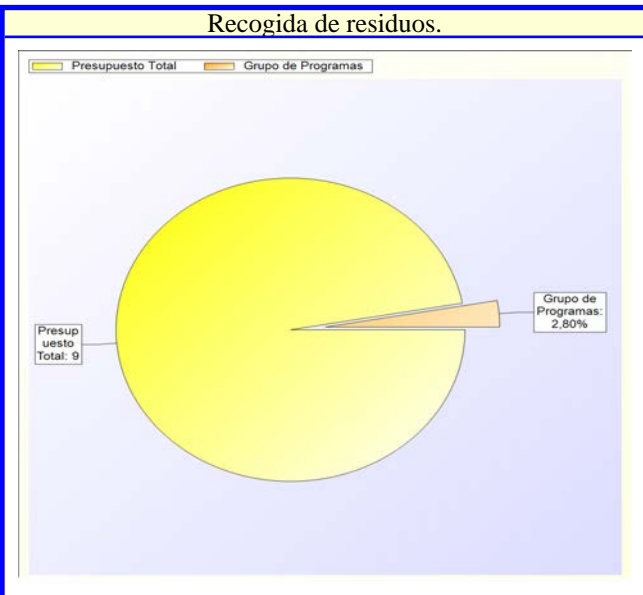 Recogida de residuos.
Presupuesto Total
Grupo de Programas
Grupo de
Programas:
2,80%
Presup
uesto
Total: 9